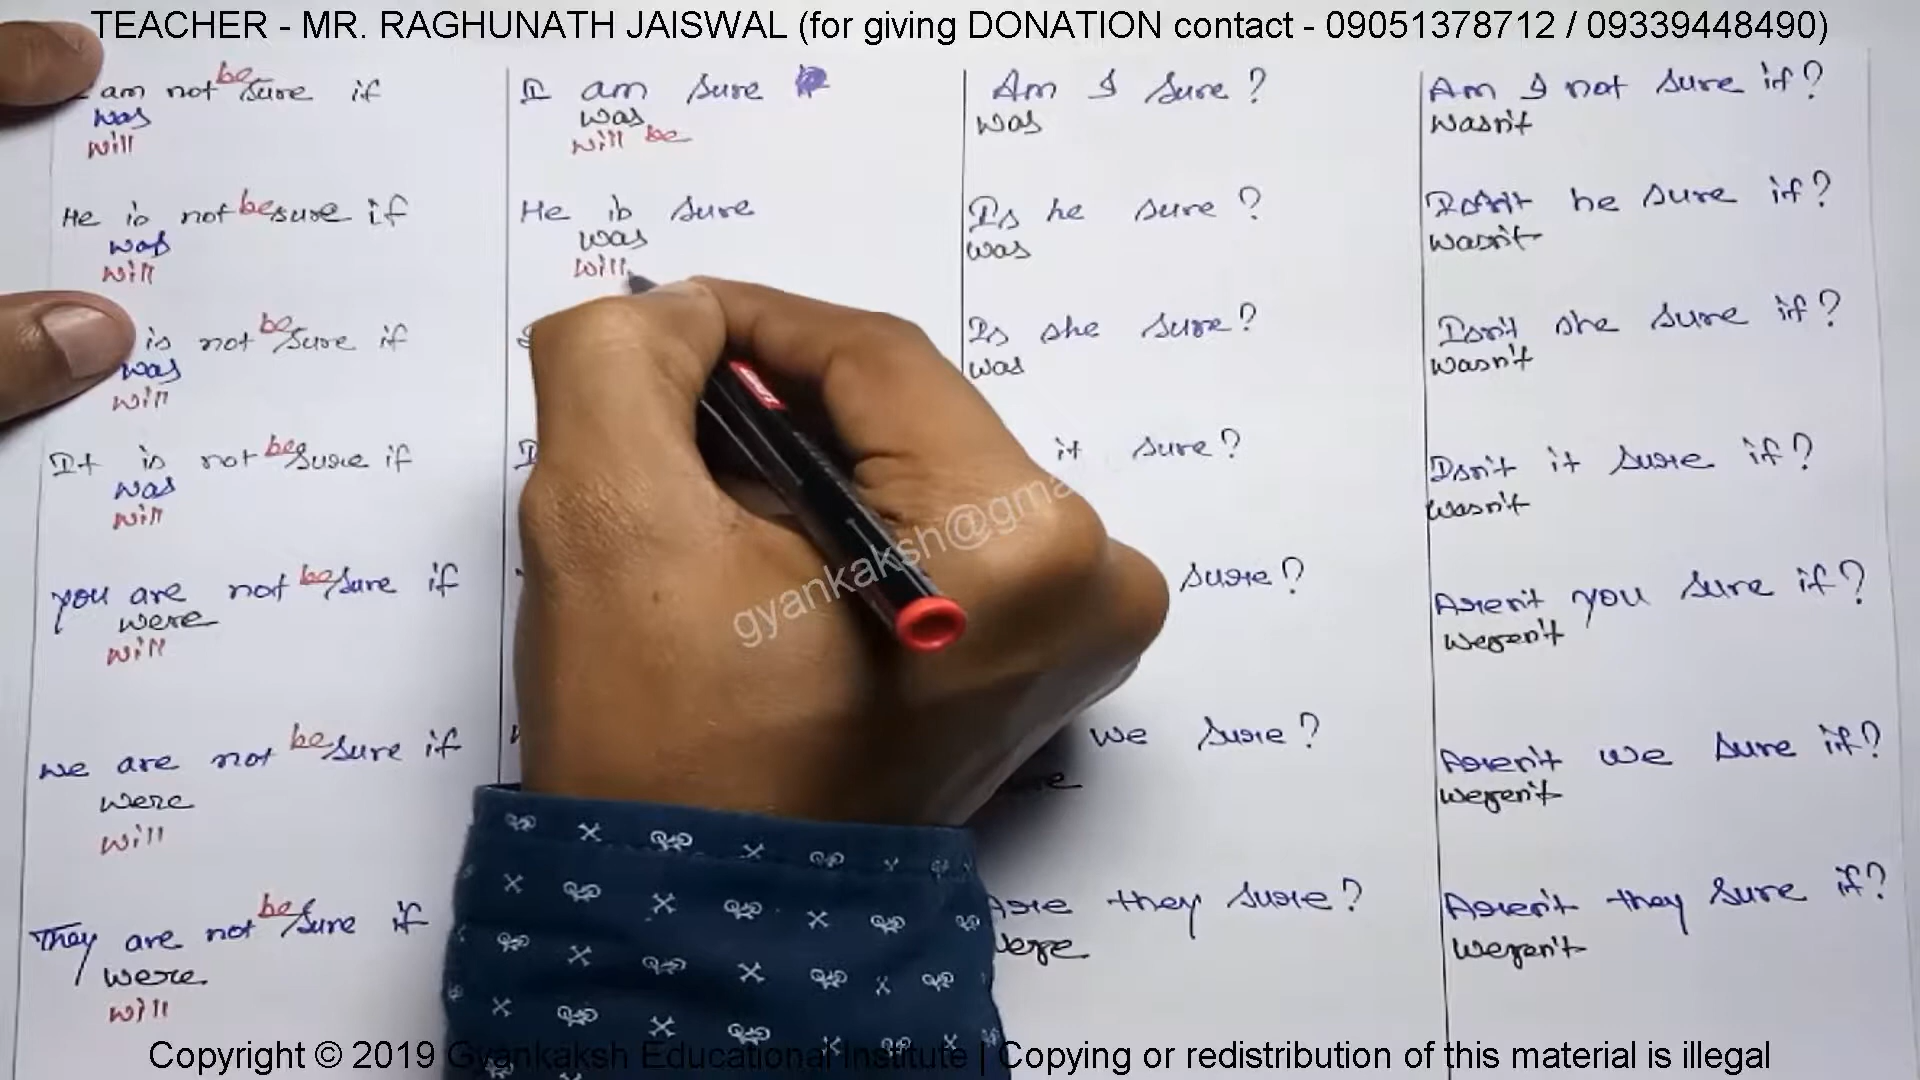 TEACHER - MR. RAGHUNATH JAISWAL (for giving DONATION contact - 09051378712 / 09339448490)
am not be sure if
was
will
He is not be sure if
was
will
is not be sure if
was
will
It is not be sure if
was
will
you are not be sure if
were
will
we are not be sure if
were
will
They are not be sure if
were
will
I am sure
was
will be
He is sure
was
will
Am I sure ?
was
Is he sure ?
was
Is she sure ?
was
it sure ?
sure ?
we sure ?
Are they sure ?
were
Am I not sure if ?
wasn't
Isn't he sure if ?
wasn't
Isn't she sure if ?
wasn't
Isn't it sure if ?
wasn't
Aren't you sure if ?
weren't
Aren't we sure if ?
weren't
Aren't they sure if ?
weren't
Copyright © 2019 Gyankaksh Educational Institute | Copying or redistribution of this material is illegal